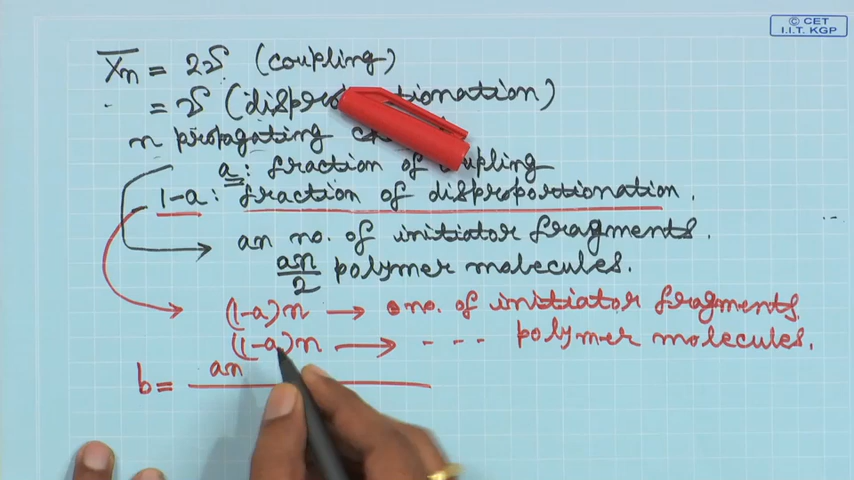 © CET
I.I.T. KGP
X̅n = 2ν (coupling)
= ν (dispro tionation)
n propagating
a: fraction of coupling
1-a: fraction of disproportionation.
an no. of initiator fragments.
an/2 polymer molecules.
(1-a)n → no. of initiator fragments.
(1-a)n → - - - polymer molecules.
b = an